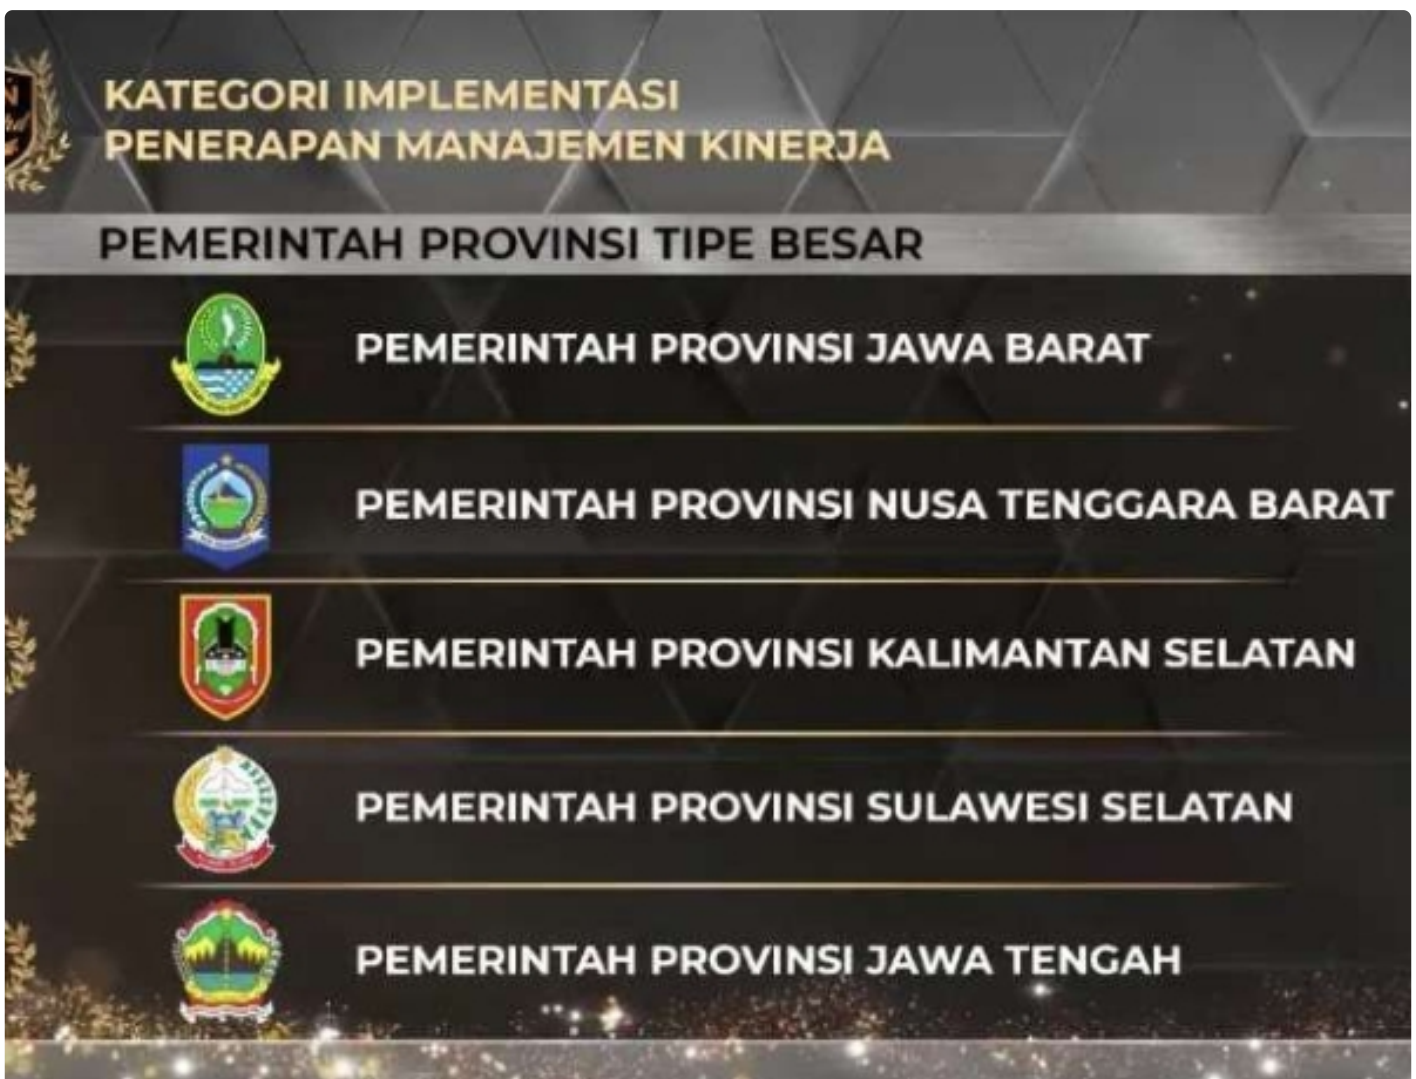 KATEGORI IMPLEMENTASI
PENERAPAN MANAJEMEN KINERJA
PEMERINTAH PROVINSI TIPE BESAR
PEMERINTAH PROVINSI JAWA BARAT
PEMERINTAH PROVINSI NUSA TENGGARA BARAT
PEMERINTAH PROVINSI KALIMANTAN SELATAN
PEMERINTAH PROVINSI SULAWESI SELATAN
PEMERINTAH PROVINSI JAWA TENGAH